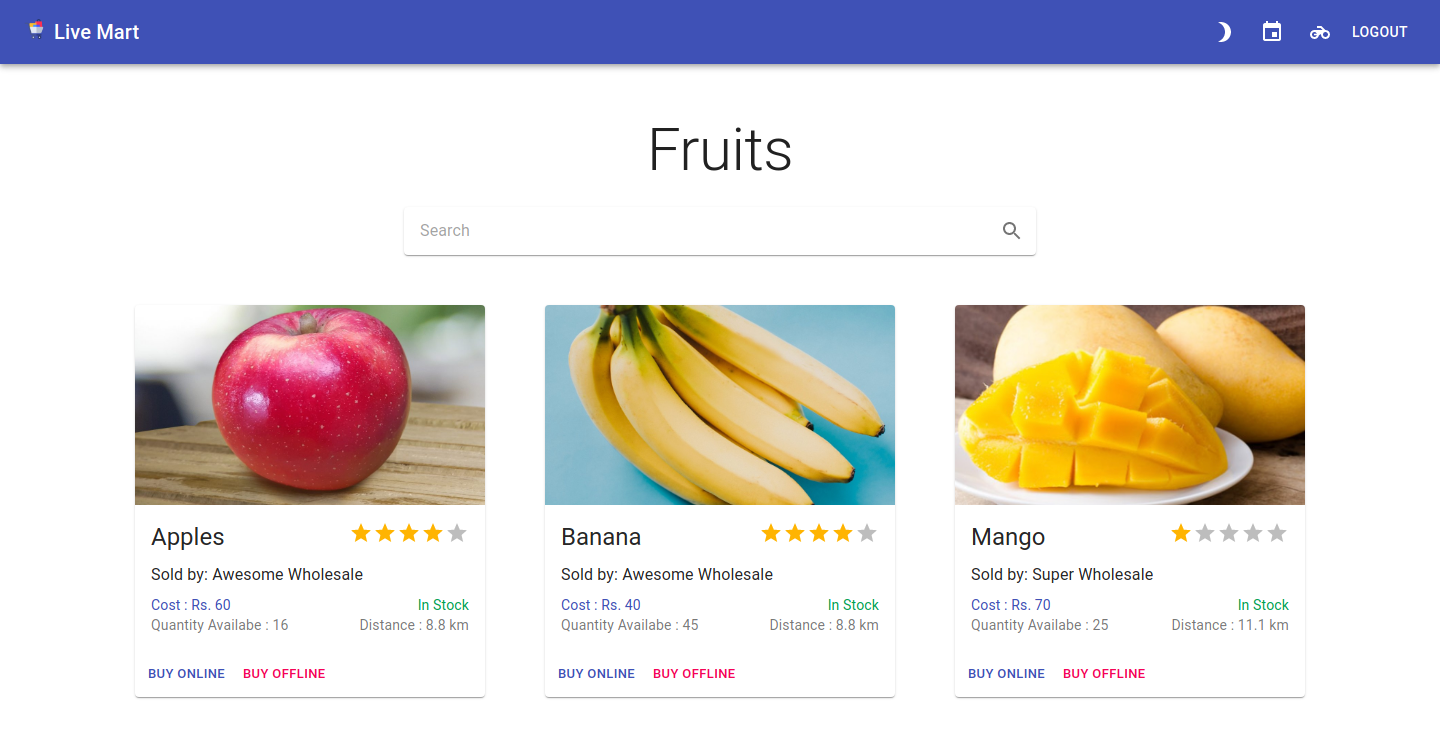 Live Mart
LOGOUT
Fruits
Search
Apples
Sold by: Awesome Wholesale
Cost : Rs. 60 In Stock
Quantity Availabe : 16 Distance : 8.8 km
BUY ONLINE BUY OFFLINE
Banana
Sold by: Awesome Wholesale
Cost : Rs. 40 In Stock
Quantity Availabe : 45 Distance : 8.8 km
BUY ONLINE BUY OFFLINE
Mango
Sold by: Super Wholesale
Cost : Rs. 70 In Stock
Quantity Availabe : 25 Distance : 11.1 km
BUY ONLINE BUY OFFLINE